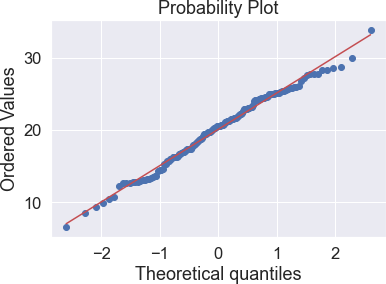 Probability Plot
Ordered Values
30
20
10
−2
−1
0
1
2
Theoretical quantiles